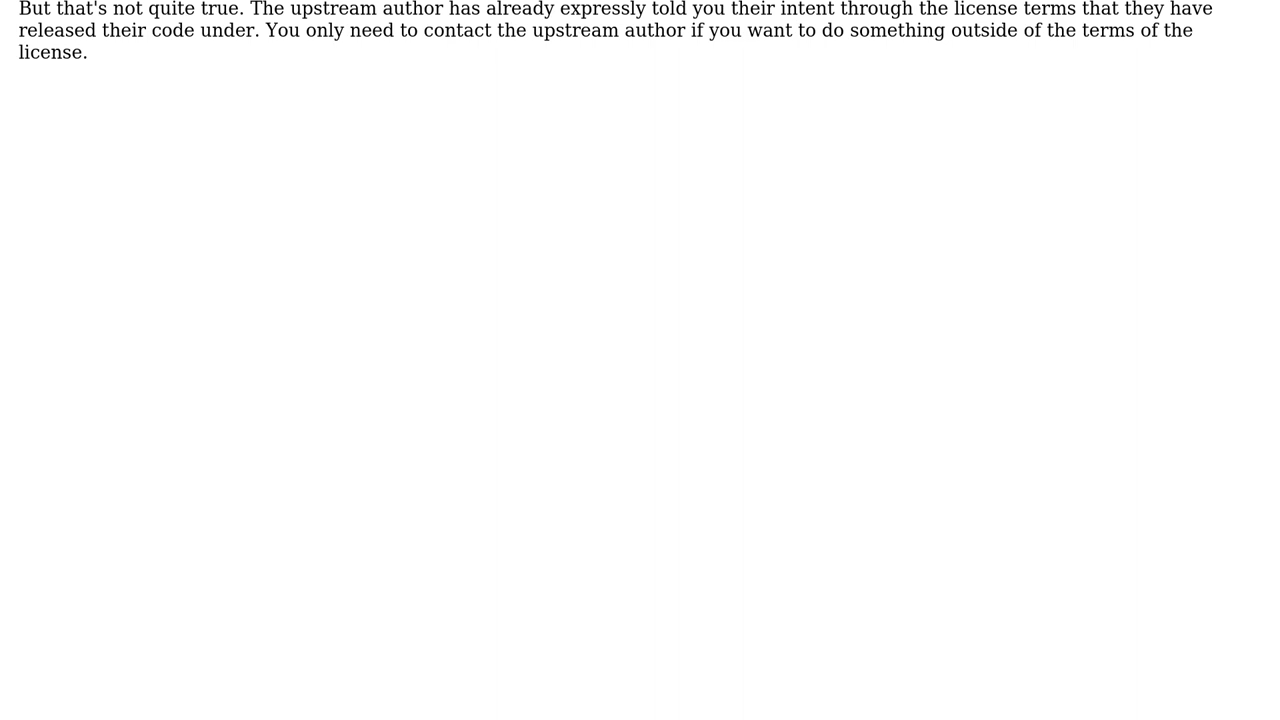 But that's not quite true. The upstream author has already expressly told you their intent through the license terms that they have
released their code under. You only need to contact the upstream author if you want to do something outside of the terms of the
license.